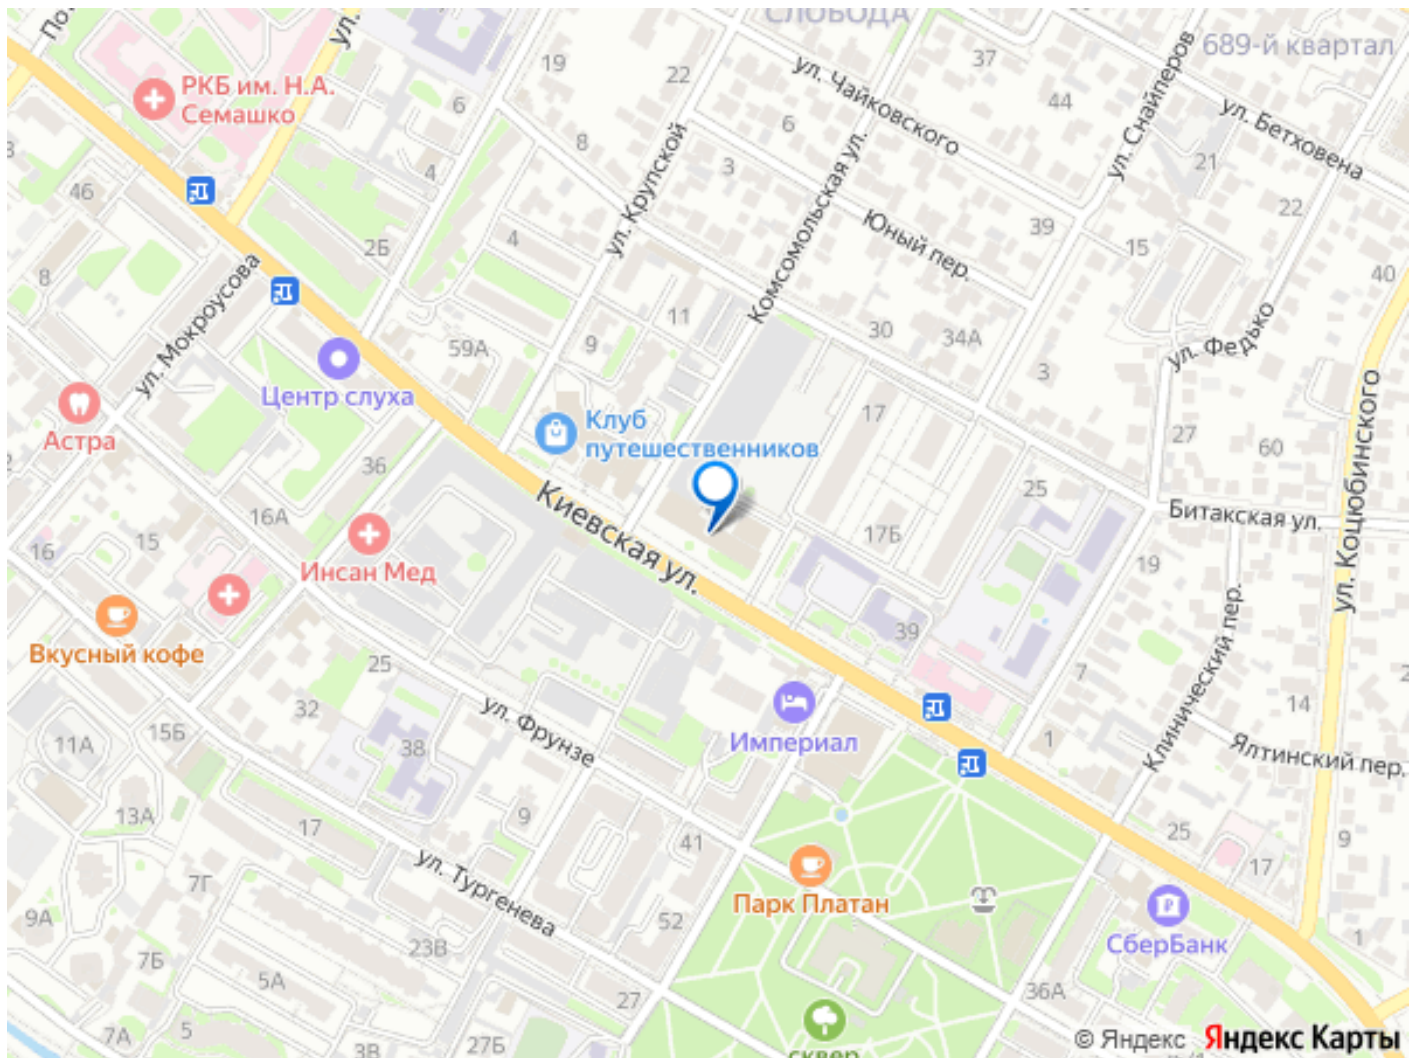 СЛОБОДА
689-й квартал
37
19
22
ул. Чайковского
44
РКБ им. Н.А.
Семашко
6
6
ул. Снайперов
ул. Бетховена
8
3
21
4
46
ул. Крупской
Комсомольская ул.
22
Юный пер.
39
15
4
2Б
8
40
ул. Мокроусова
11
30
34А
ул. Федько
9
59А
3
Центр слуха
17
ул. Коцюбинского
Астра
Клуб
путешественников
27
60
36
25
Киевская ул.
16А
Битакская ул.
15
16
17Б
19
Инсан Мед
39
Вкусный кофе
25
7
Клинический пер.
32
ул. Фрунзе
Империал
14
15Б
11А
38
1
Ялтинский пер.
13А
17
9
41
25
9
ул. Тургенева
17
7Г
Парк Платан
9А
52
СберБанк
23В
1
7Б
5А
27
36А
5
7А
27Б
3В
сквер
© Яндекс Яндекс Карты